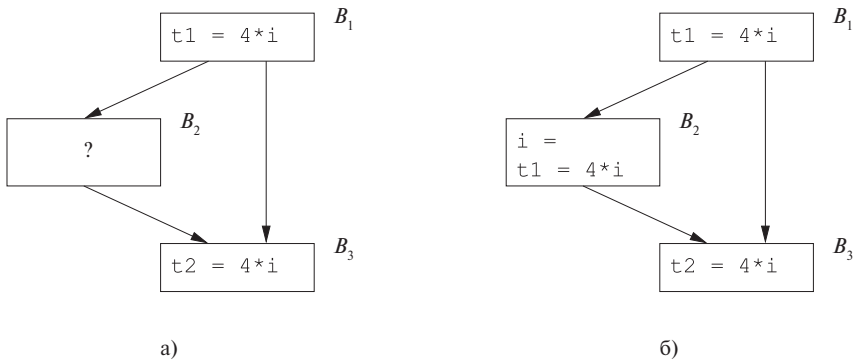 B1
t1 = 4*i
B2
?
B3
t2 = 4*i
а)
B1
t1 = 4*i
B2
i =
t1 = 4*i
B3
t2 = 4*i
б)